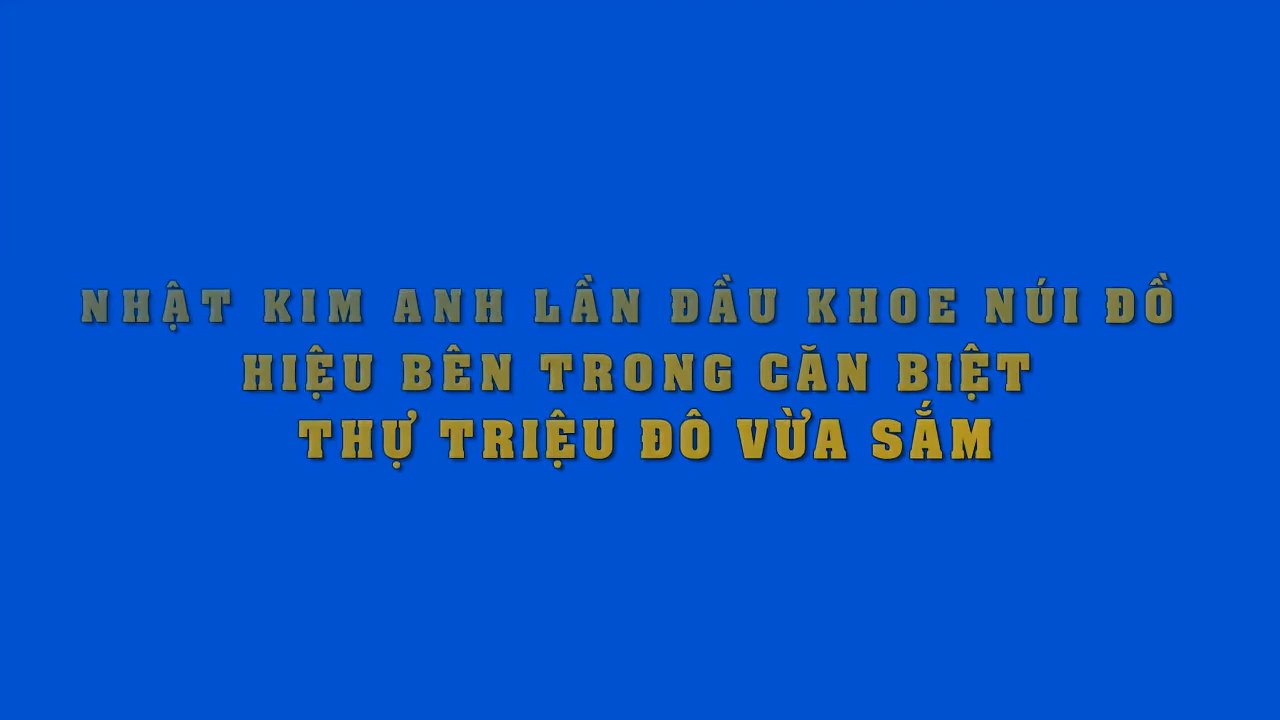 NHẬT KIM ANH LẦN ĐẦU KHOE NÚI ĐỒ
HIỆU BÊN TRONG CĂN BIỆT
THỰ TRIỆU ĐÔ VỪA SẮM